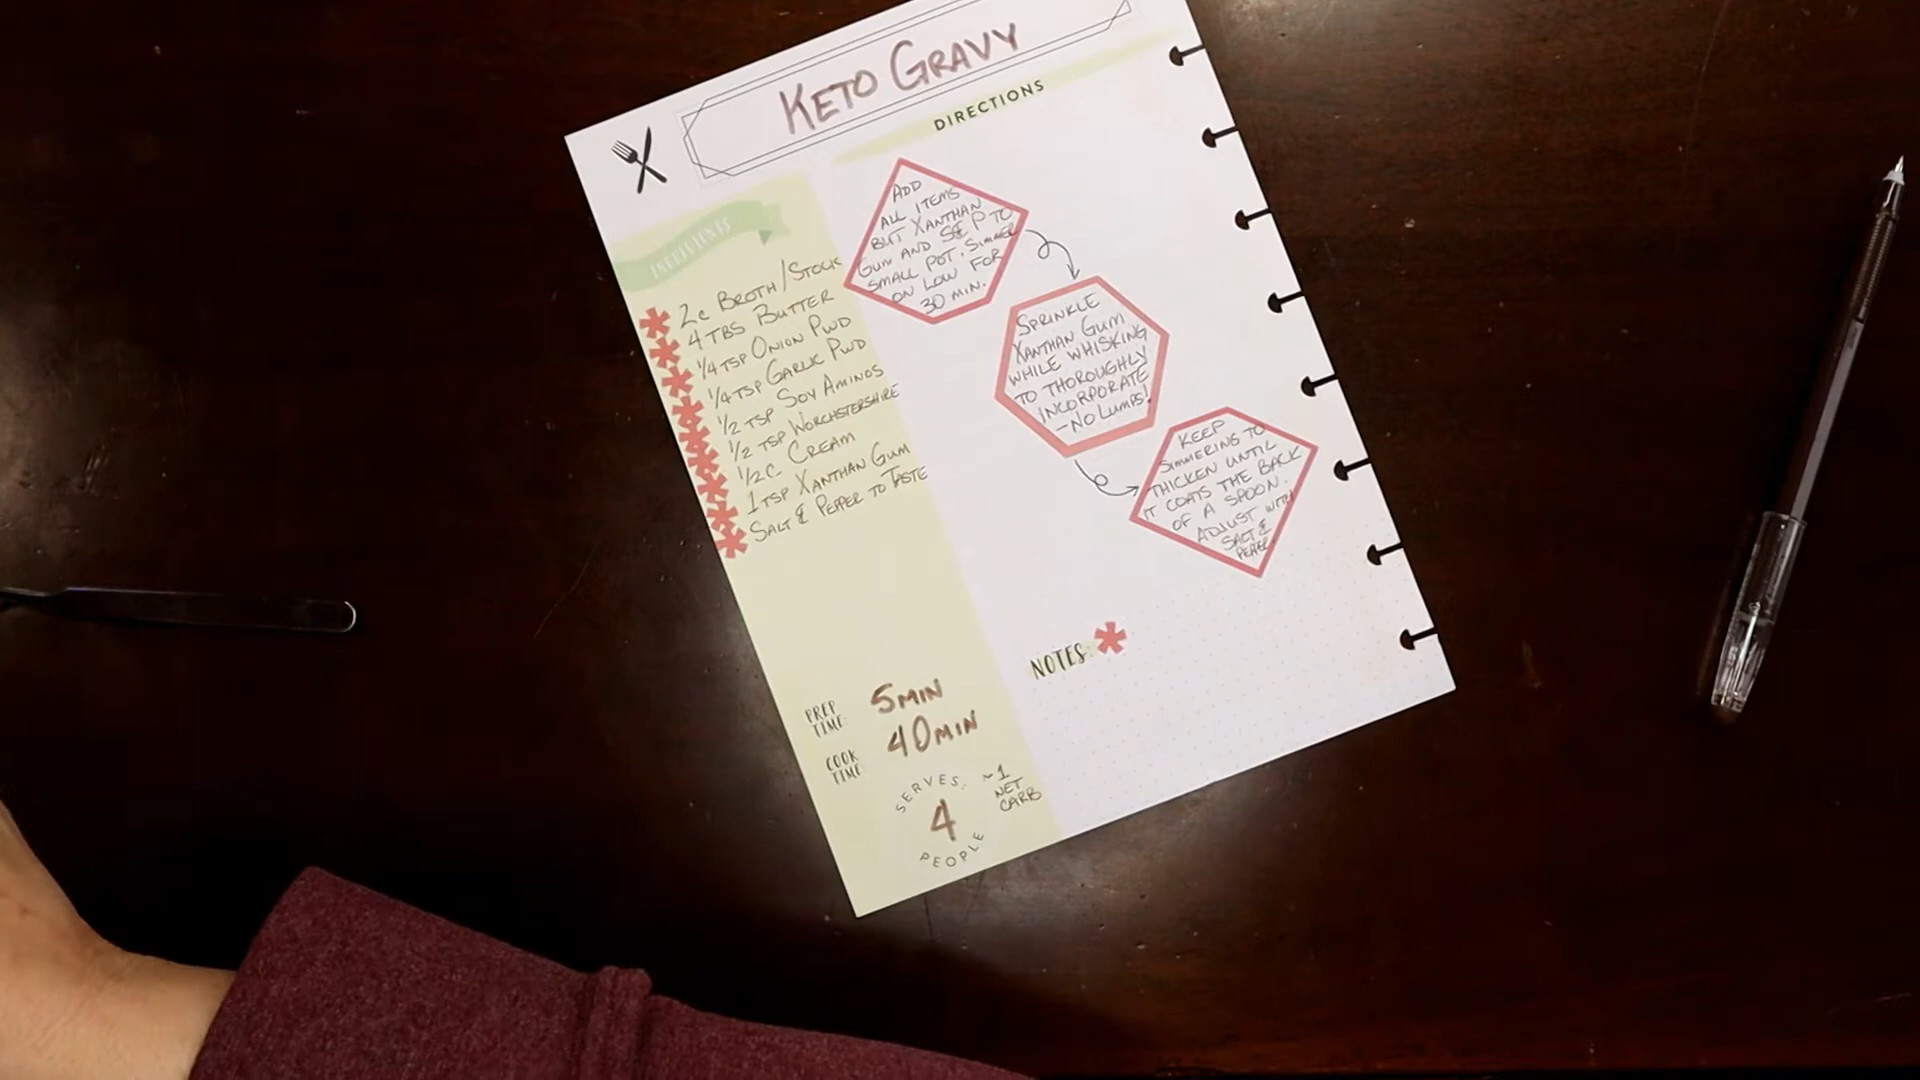 KETO GRAVY
DIRECTIONS
INGREDIENTS
2c BROTH/STOCK
4 TBS BUTTER
1/4 TSP ONION PWD
1/4 TSP GARLIC PWD
1/2 TSP SOY AMINOS
1/2 TSP WORCHSTERSHIRE
1/2 C CREAM
1 TSP XANTHAN GUM
SALT & PEPPER TO TASTE
ADD
ALL ITEMS
BUT XANTHAN
GUM AND S&P TO
SMALL POT. SIMMER
ON LOW FOR
30 MIN.
SPRINKLE
XANTHAN GUM
WHILE WHISKING
TO THOROUGHLY
INCORPORATE
-NO LUMPS!
KEEP
SIMMERING TO
THICKEN UNTIL
IT COATS THE BACK
OF A SPOON.
ADJUST WITH
SALT &
PEPPER.
NOTES:
PREP
TIME:
5 MIN
COOK
TIME:
40 MIN
SERVES:
4
PEOPLE
~1
NET
CARB